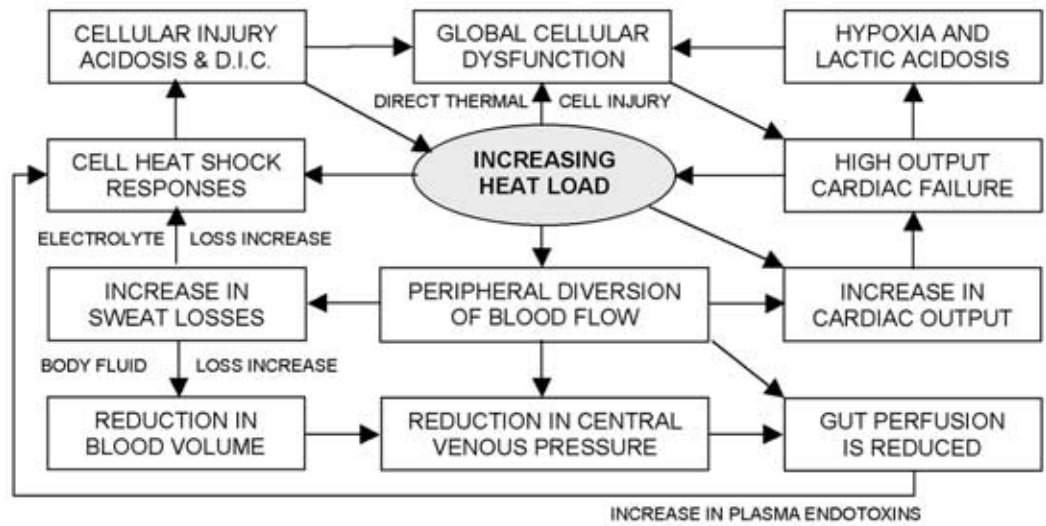 CELLULAR INJURY
ACIDOSIS & D.I.C.
GLOBAL CELLULAR
DYSFUNCTION
HYPOXIA AND
LACTIC ACIDOSIS
DIRECT THERMAL
CELL INJURY
CELL HEAT SHOCK
RESPONSES
INCREASING
HEAT LOAD
HIGH OUTPUT
CARDIAC FAILURE
ELECTROLYTE
LOSS INCREASE
INCREASE IN
SWEAT LOSSES
PERIPHERAL DIVERSION
OF BLOOD FLOW
INCREASE IN
CARDIAC OUTPUT
BODY FLUID
LOSS INCREASE
REDUCTION IN
BLOOD VOLUME
REDUCTION IN CENTRAL
VENOUS PRESSURE
GUT PERFUSION
IS REDUCED
INCREASE IN PLASMA ENDOTOXINS